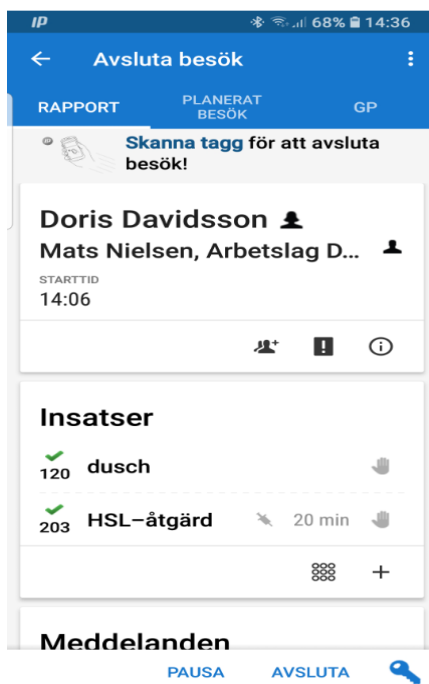 IP 68% 14:36
Avsluta besök
RAPPORT PLANERAT BESÖK GP
Skanna tagg för att avsluta
besök!
Doris Davidsson
Mats Nielsen, Arbetslag D...
STARTTID
14:06
Insatser
120 dusch
203 HSL–åtgärd 20 min
Meddelanden
PAUSA AVSLUTA